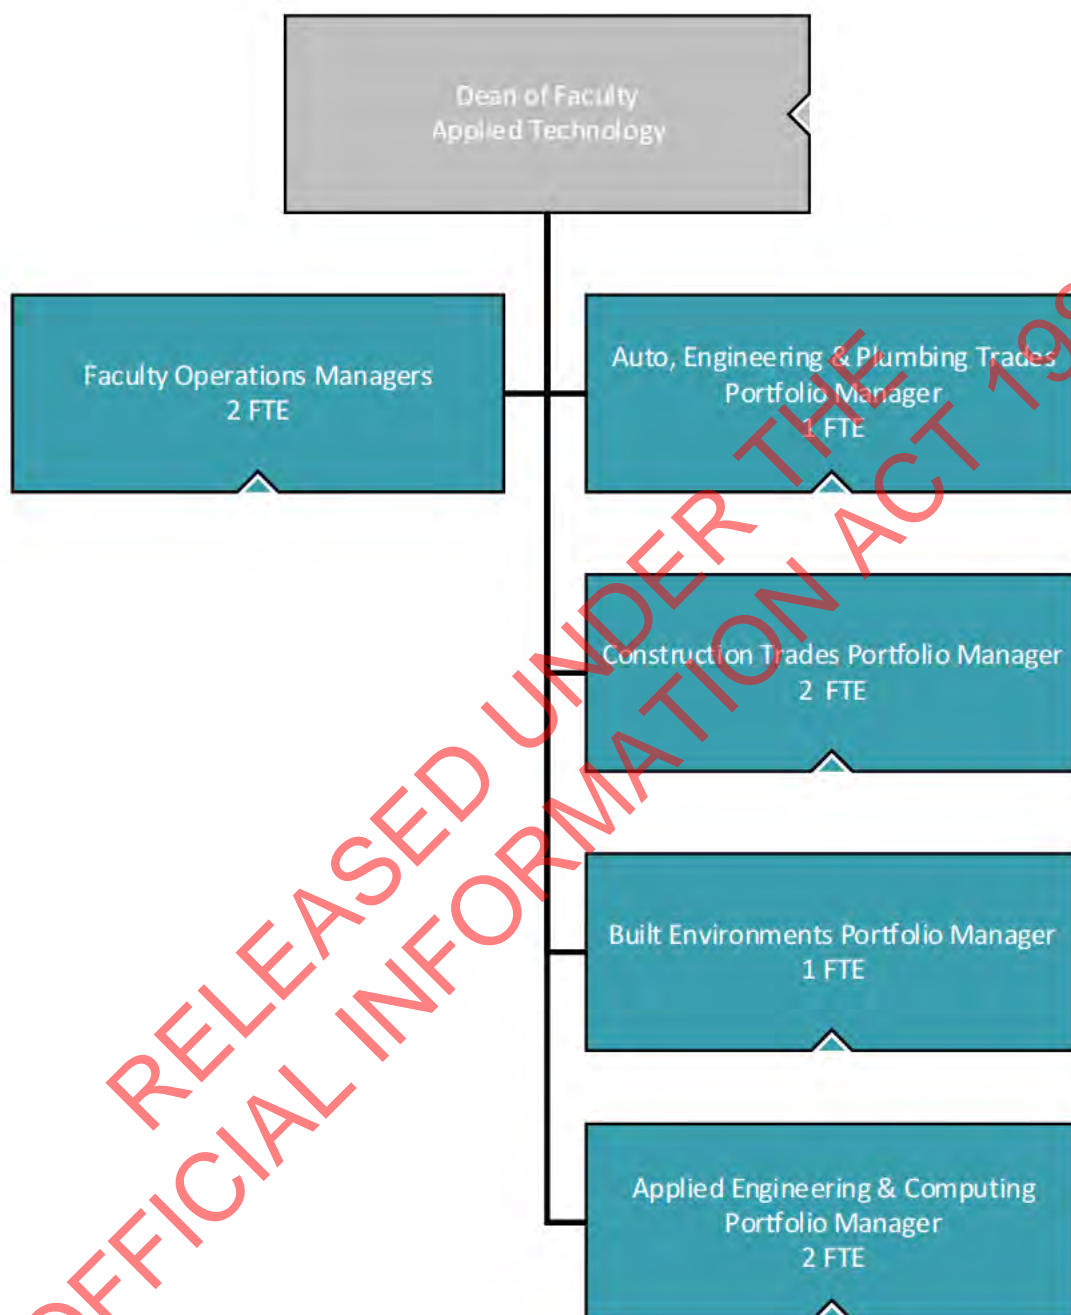 Dean of Faculty
Applied Technology
Faculty Operations Managers
2 FTE
Auto, Engineering & Plumbing Trades
Portfolio Manager
1 FTE
Construction Trades Portfolio Manager
2 FTE
Built Environments Portfolio Manager
1 FTE
Applied Engineering & Computing
Portfolio Manager
2 FTE
RELEASED UNDER THE
OFFICIAL INFORMATION ACT